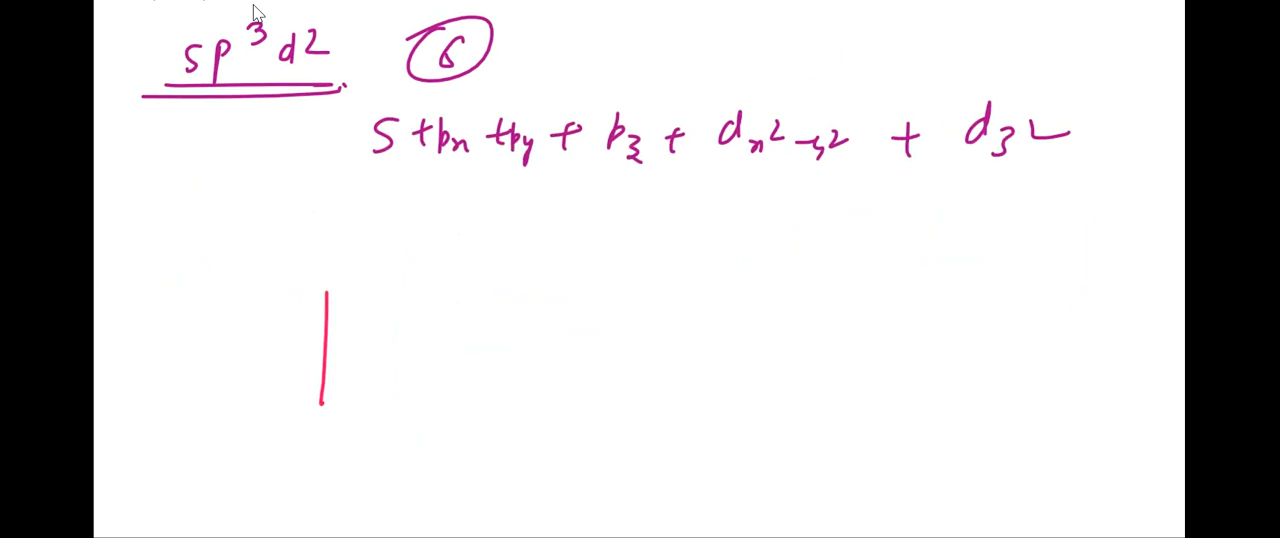 sp³d2 6
s + px + py + pz + dx²-y² + dz²